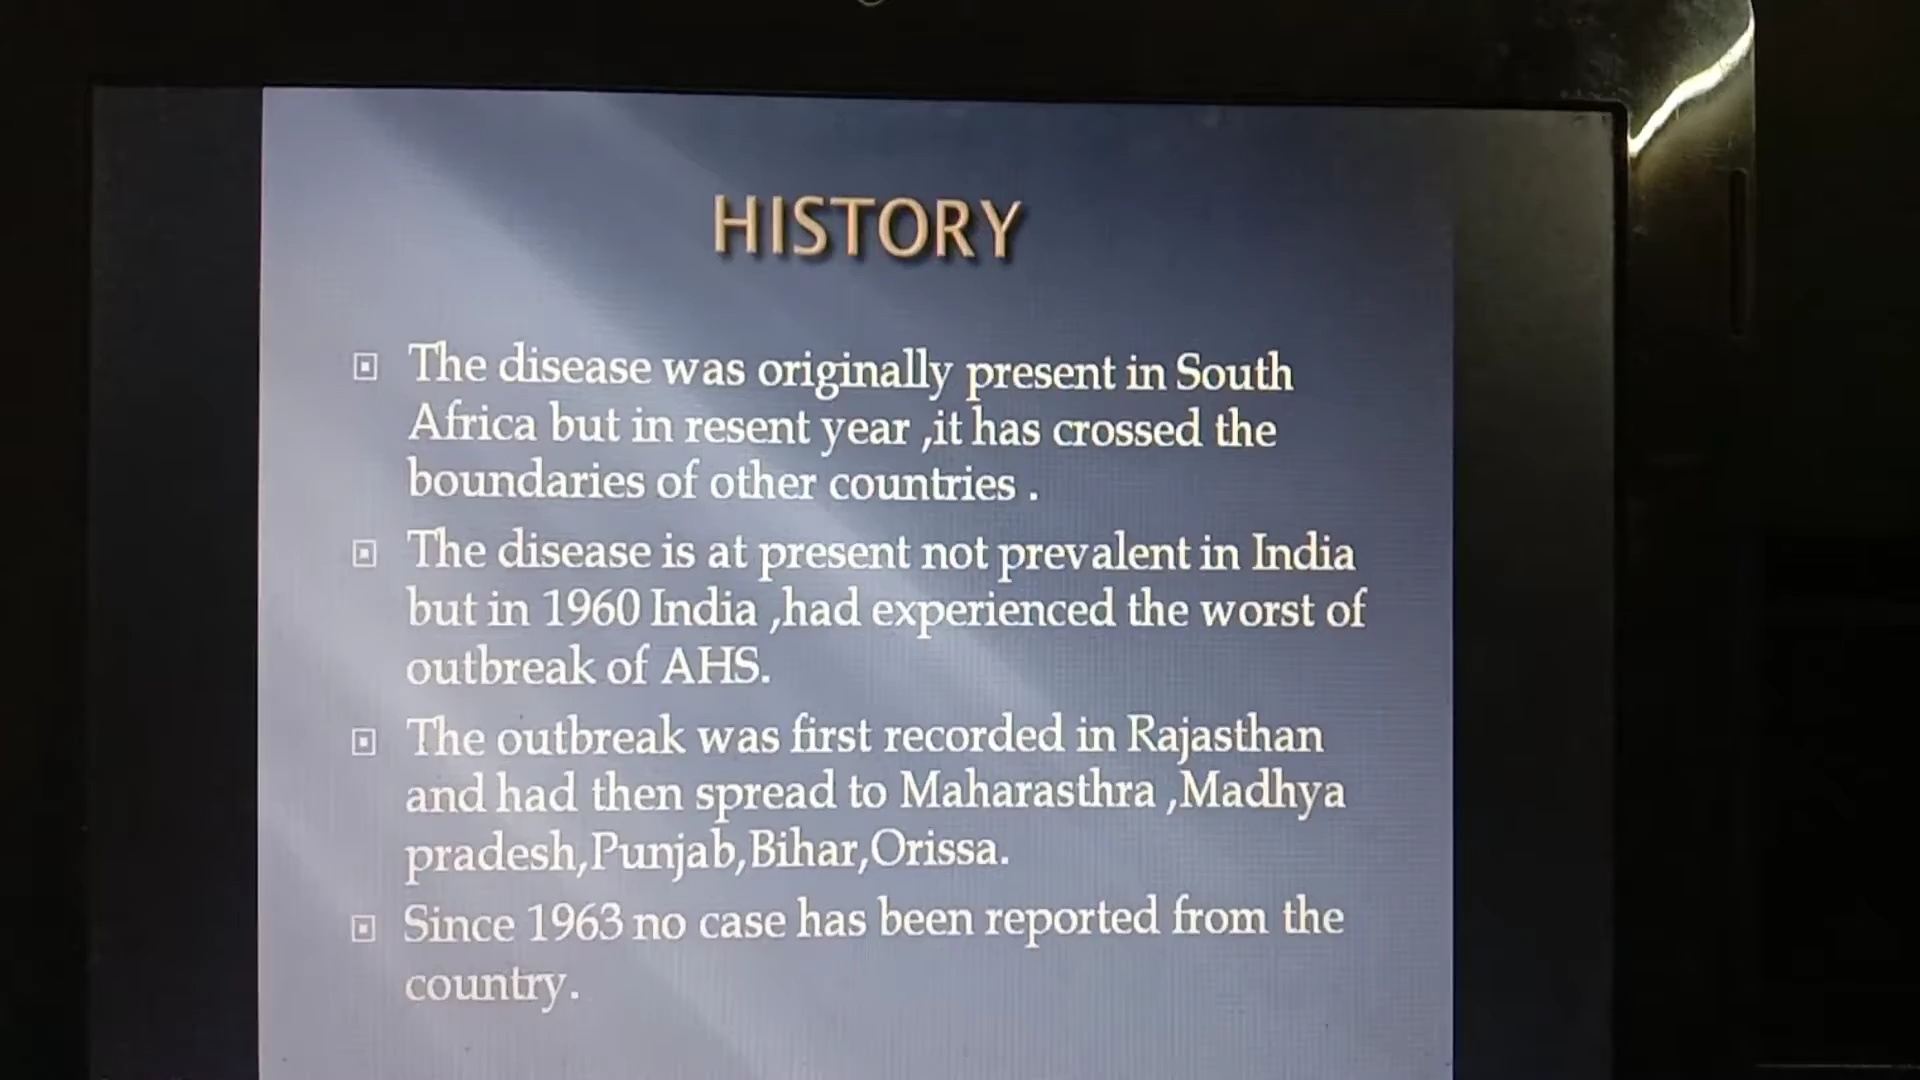 HISTORY
The disease was originally present in South
Africa but in resent year ,it has crossed the
boundaries of other countries .
The disease is at present not prevalent in India
but in 1960 India ,had experienced the worst of
outbreak of AHS.
The outbreak was first recorded in Rajasthan
and had then spread to Maharasthra ,Madhya
pradesh,Punjab,Bihar,Orissa.
Since 1963 no case has been reported from the
country.